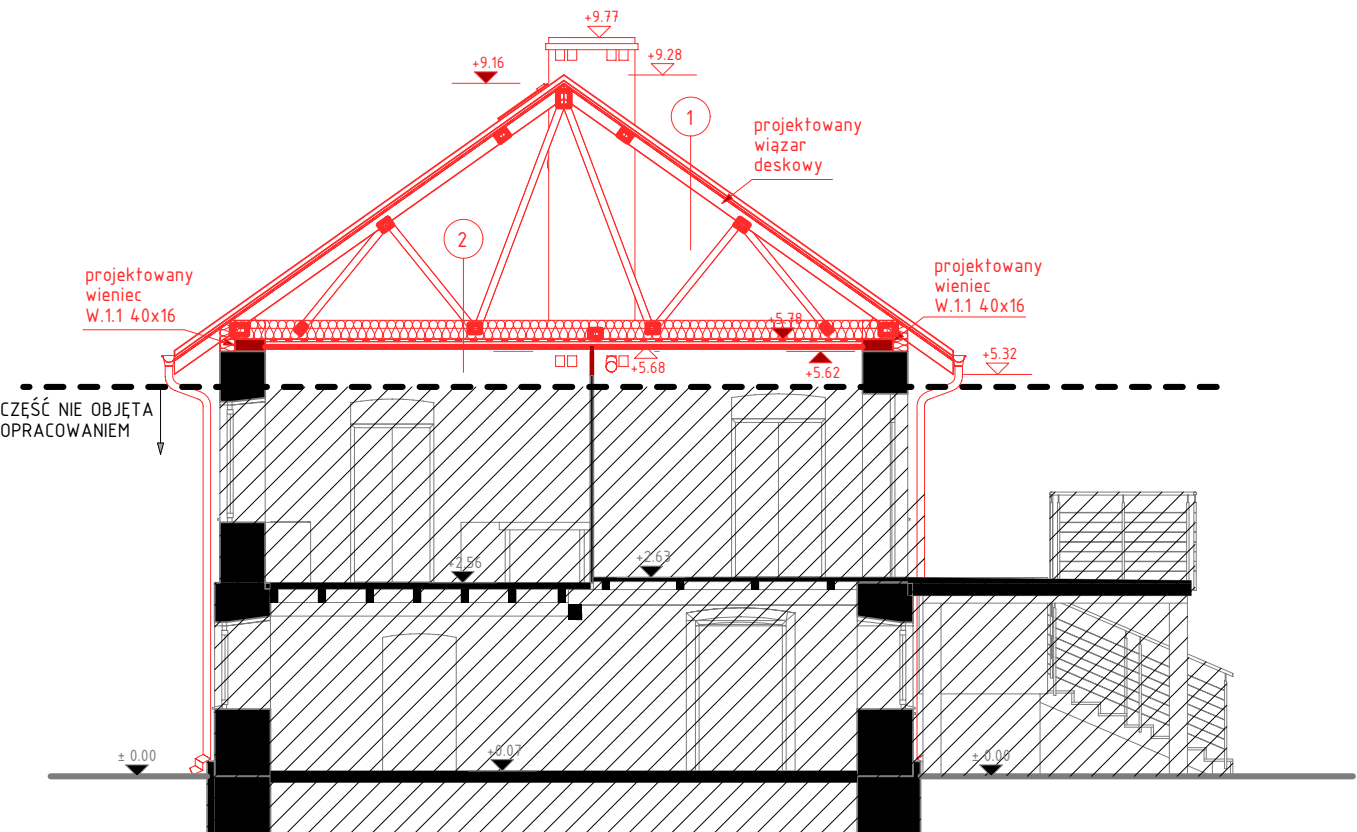 +9.77
+9.16
+9.28
1
projektowany
wiązar
deskowy
2
projektowany
wieniec
W.1.1 40x16
projektowany
wieniec
W.1.1 40x16
+5.78
+5.68
+5.62
+5.32
CZĘŚĆ NIE OBJĘTA
OPRACOWANIEM
+2.56
+2.63
± 0.00
+0.07
± 0.00